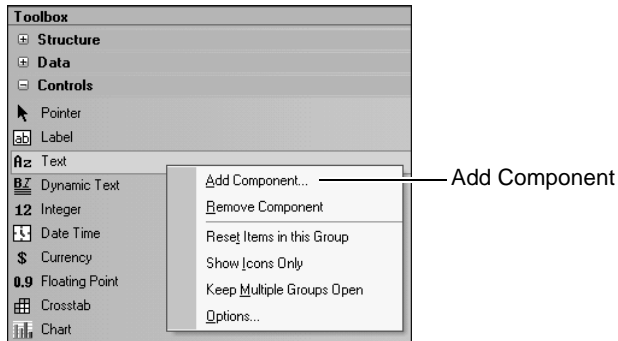 Toolbox
Structure
Data
Controls
Pointer
ab Label
Az Text
BZ Dynamic Text
12 Integer
Date Time
$ Currency
0.9 Floating Point
Crosstab
Chart
Add Component...
Remove Component
Reset Items in this Group
Show Icons Only
Keep Multiple Groups Open
Options...
Add Component